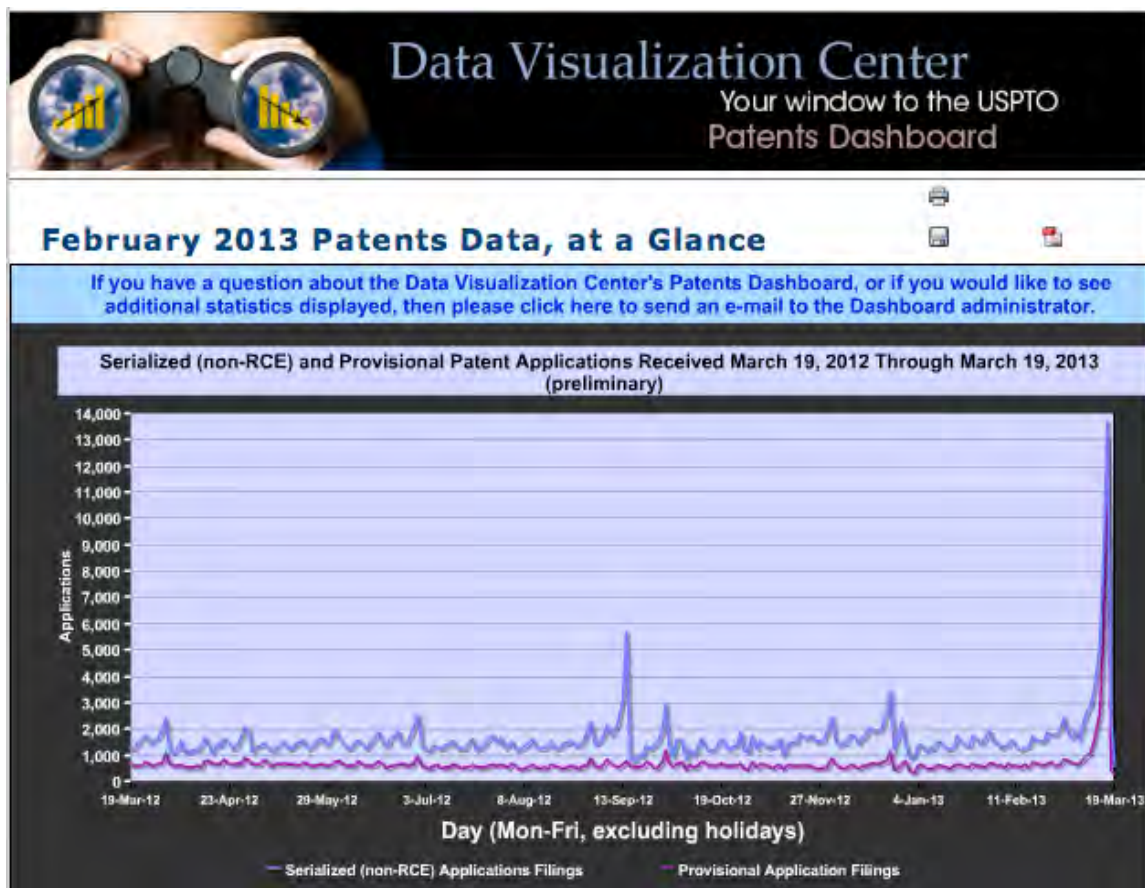 Data Visualization Center
Your window to the USPTO
Patents Dashboard
February 2013 Patents Data, at a Glance
If you have a question about the Data Visualization Center's Patents Dashboard, or if you would like to see
additional statistics displayed, then please click here to send an e-mail to the Dashboard administrator.
Serialized (non-RCE) and Provisional Patent Applications Received March 19, 2012 Through March 19, 2013
(preliminary)
14,000
13,000
12,000
11,000
10,000
9,000
8,000
7,000
6,000
5,000
4,000
3,000
2,000
1,000
0
Applications
19-Mar-12 23-Apr-12 29-May-12 3-Jul-12 8-Aug-12 13-Sep-12 19-Oct-12 27-Nov-12 4-Jan-13 11-Feb-13 19-Mar-13
Day (Mon-Fri, excluding holidays)
Serialized (non-RCE) Applications Filings Provisional Application Filings